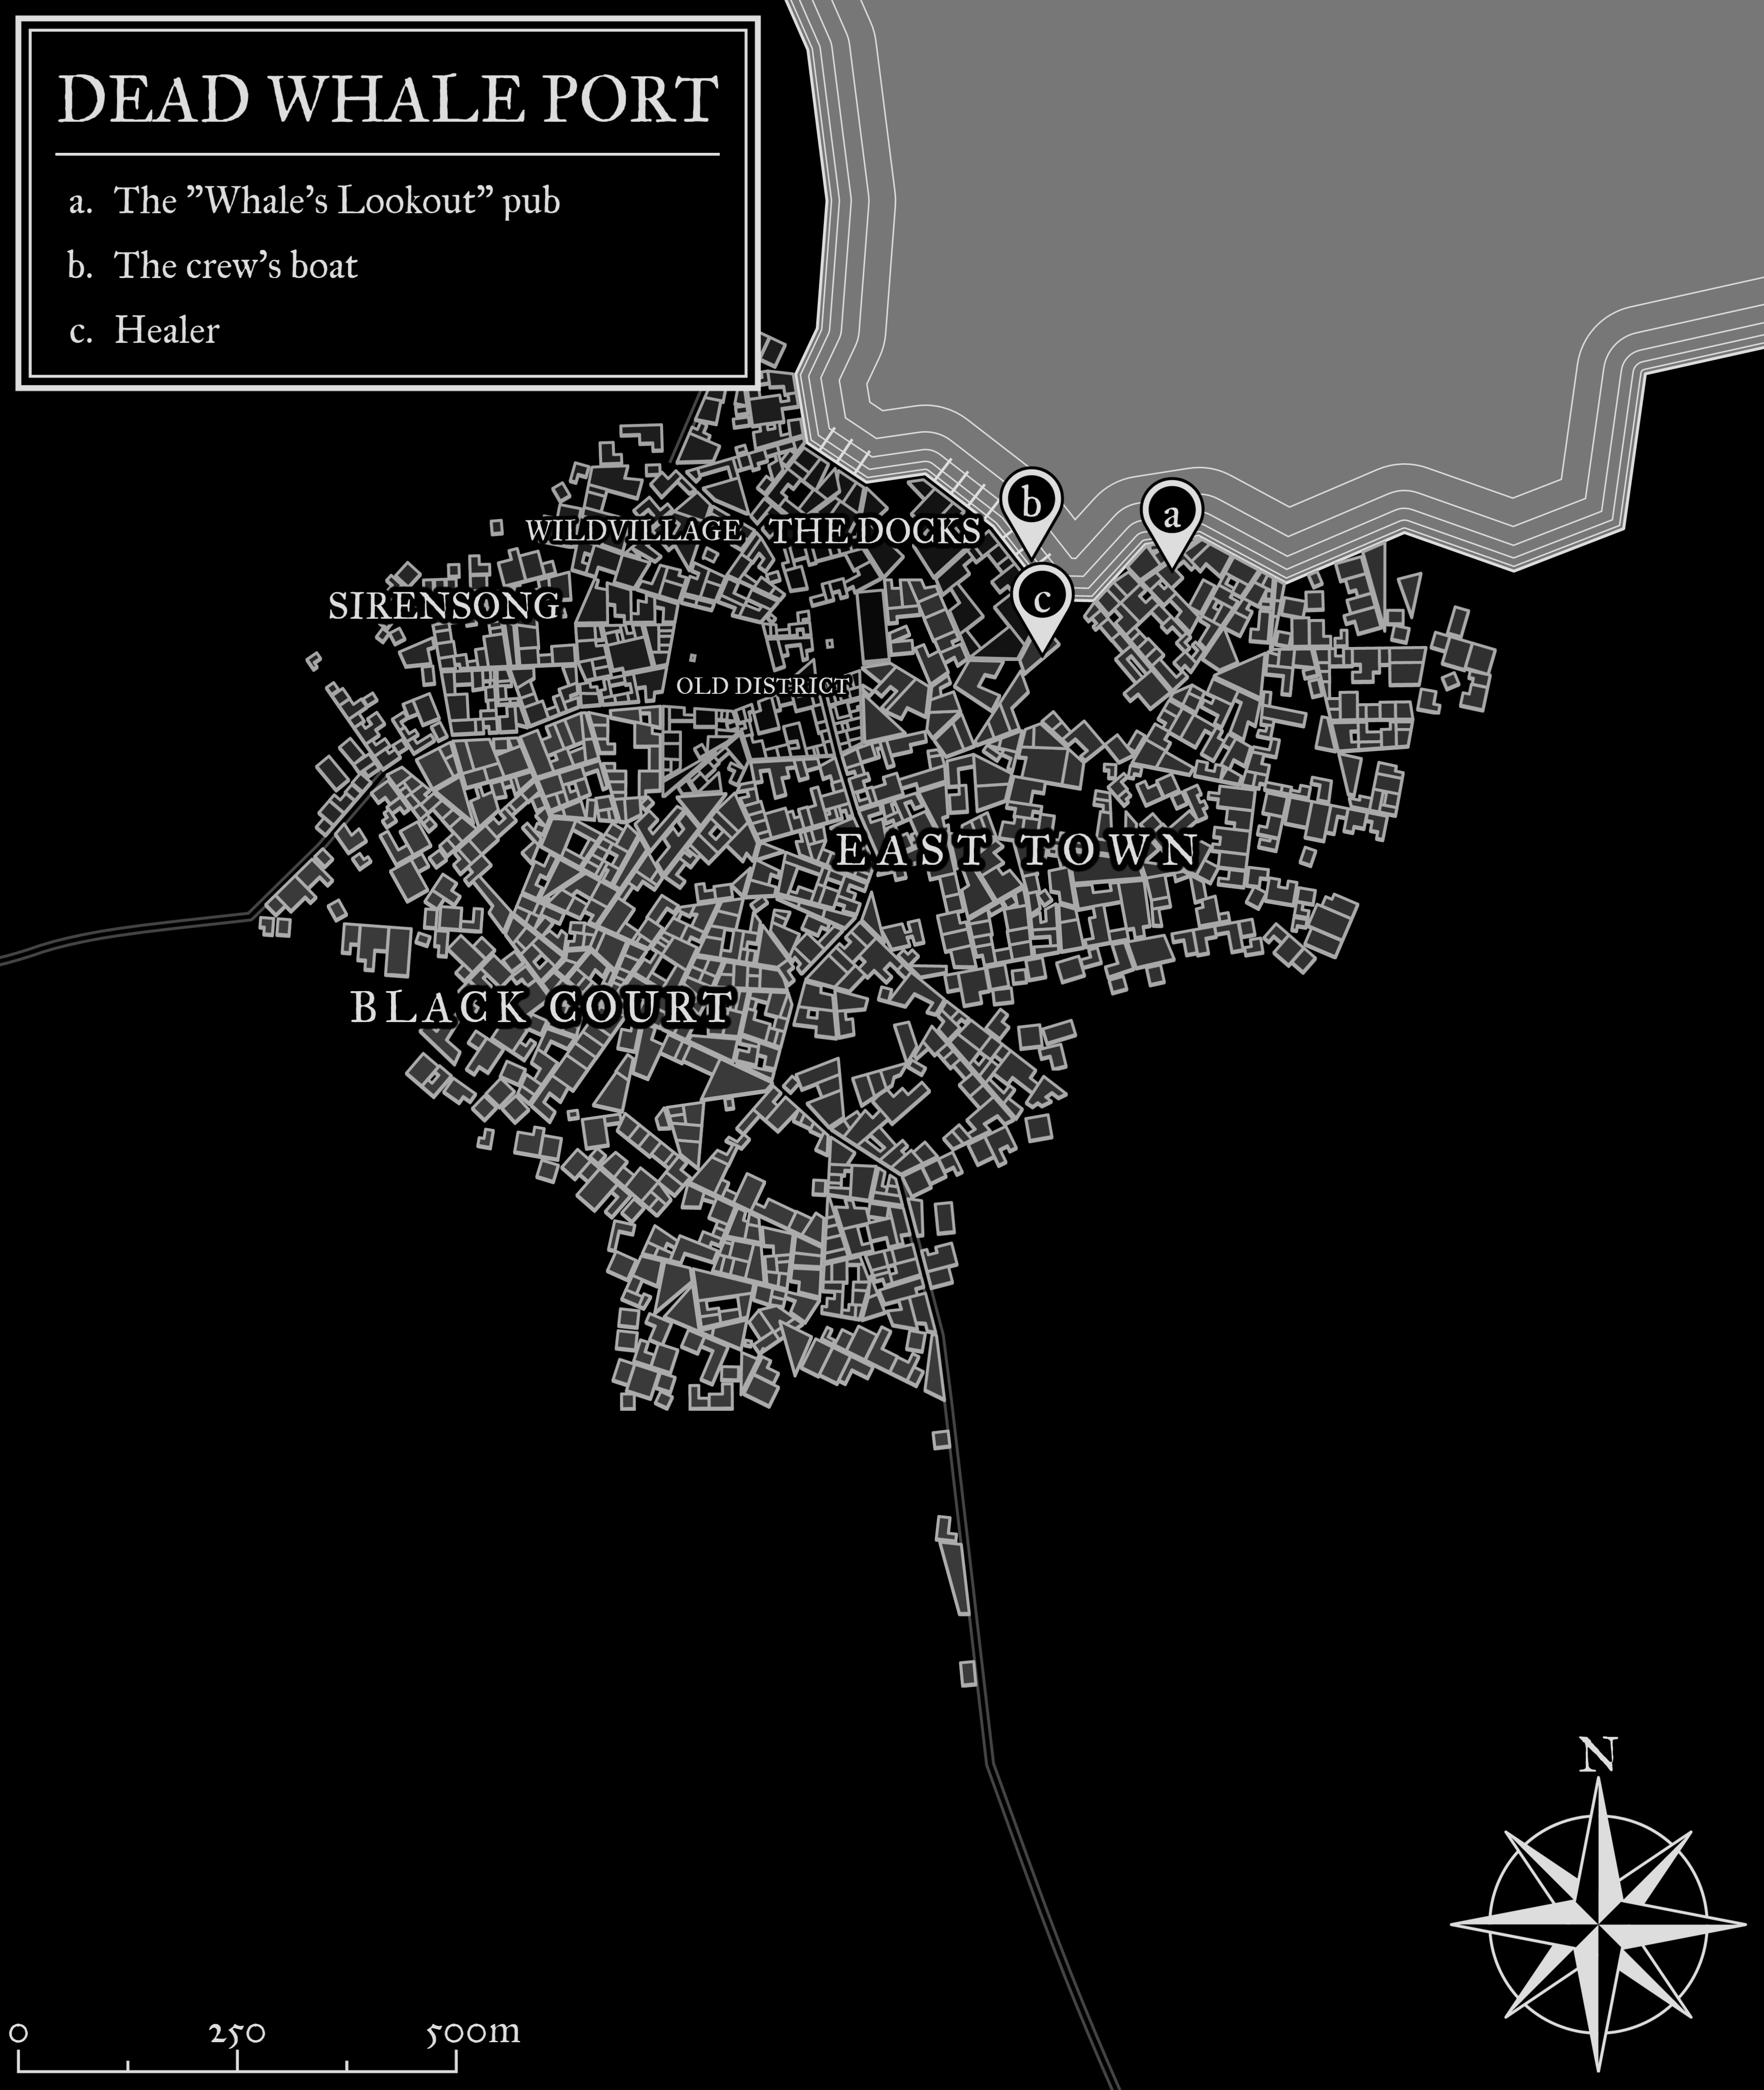 DEAD WHALE PORT
a. The ”Whale’s Lookout” pub
b. The crew’s boat
c. Healer
b
a
WILDVILLAGE
THE DOCKS
c
SIRENSONG
OLD DISTRICT
EAST TOWN
BLACK COURT
N
0 250 500m